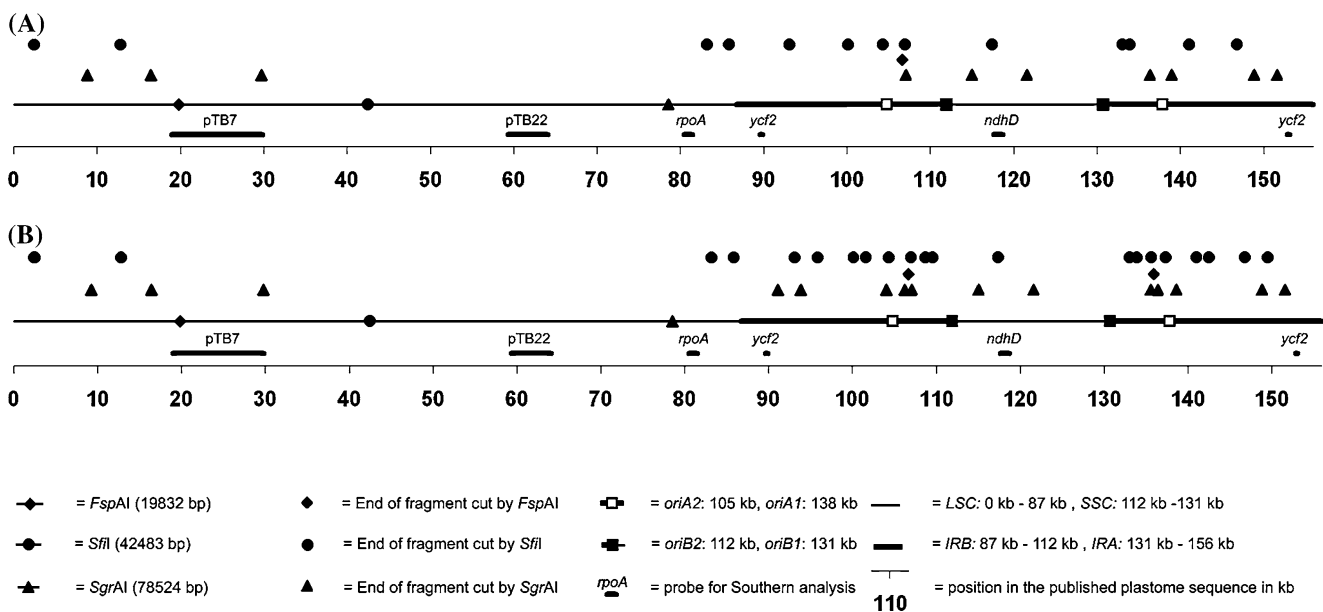 (A)
pTB7 pTB22 rpoA ycf2 ndhD ycf2
0 10 20 30 40 50 60 70 80 90 100 110 120 130 140 150
(B)
pTB7 pTB22 rpoA ycf2 ndhD ycf2
0 10 20 30 40 50 60 70 80 90 100 110 120 130 140 150
= FspAI (19832 bp) = End of fragment cut by FspAI = oriA2: 105 kb, oriA1: 138 kb = LSC: 0 kb - 87 kb , SSC: 112 kb -131 kb
= SfiI (42483 bp) = End of fragment cut by SfiI = oriB2: 112 kb, oriB1: 131 kb = IRB: 87 kb - 112 kb , IRA: 131 kb - 156 kb
= SgrAI (78524 bp) = End of fragment cut by SgrAI rpoA = probe for Southern analysis 110 = position in the published plastome sequence in kb